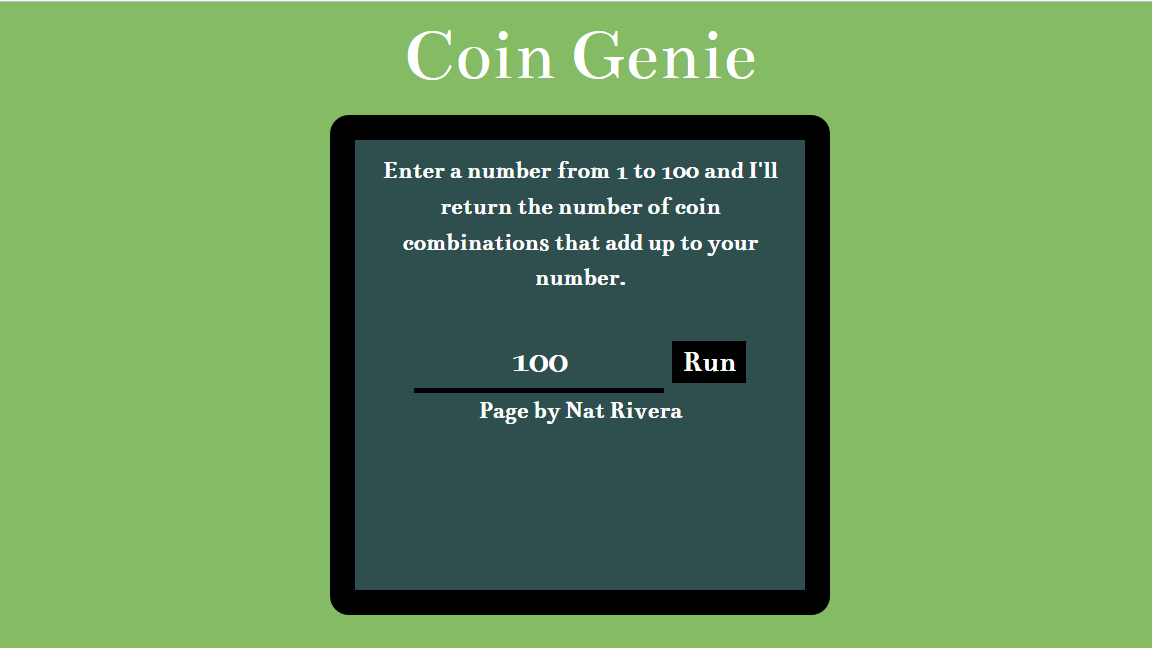 Coin Genie
Enter a number from 1 to 100 and I'll
return the number of coin
combinations that add up to your
number.
100
Run
Page by Nat Rivera